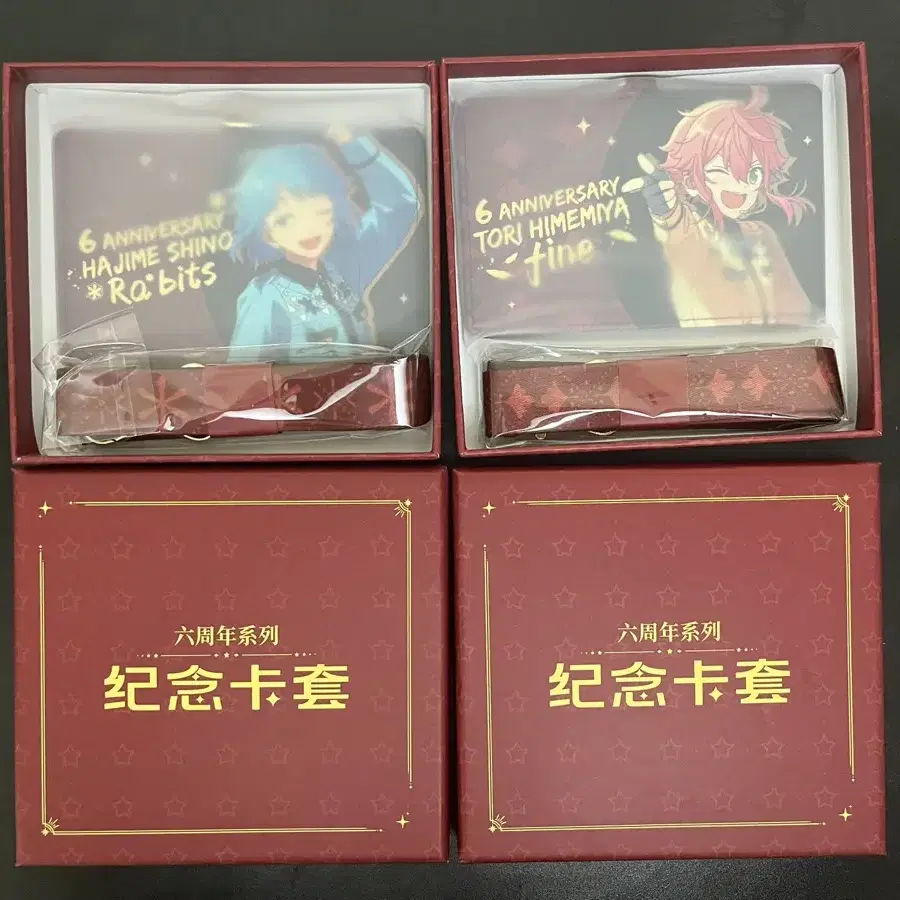 6 ANNIVERSARY
HAJIME SHINO
Ra*bits
6 ANNIVERSARY
TORI HIMEMIYA
fine
六周年系列
纪念卡套
六周年系列
纪念卡套